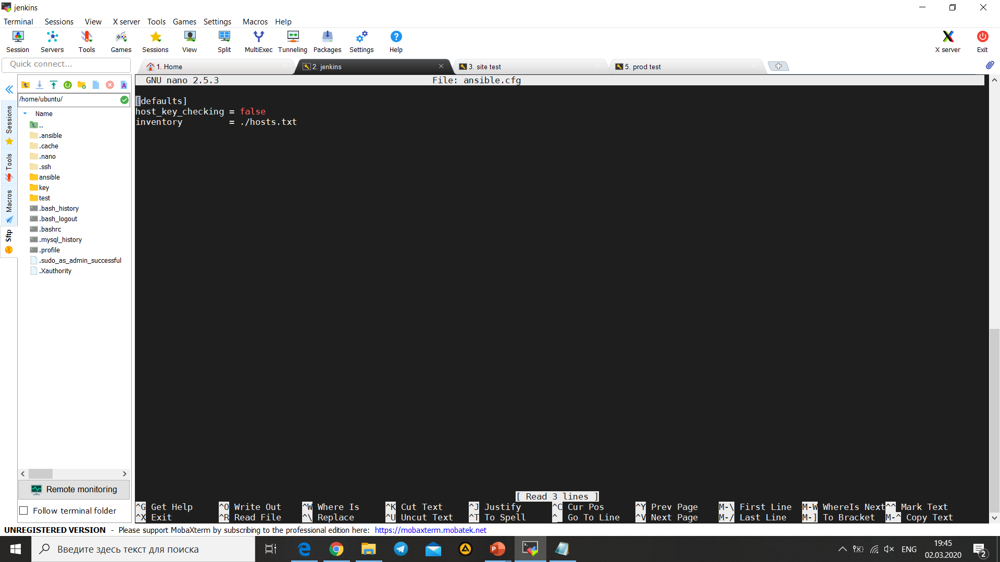 jenkins
Terminal Sessions View X server Tools Games Settings Macros Help
Session Servers Tools Games Sessions View Split MultiExec Tunneling Packages Settings Help X server Exit
Quick connect...
1. Home 2. jenkins 3. site test 5. prod test
/home/ubuntu/
Name
..
.ansible
.cache
.nano
.ssh
ansible
key
test
.bash_history
.bash_logout
.bashrc
.mysql_history
.profile
.sudo_as_admin_successful
.Xauthority
Sessions
Tools
Macros
Sftp
Remote monitoring
Follow terminal folder
GNU nano 2.5.3 File: ansible.cfg
[defaults]
host_key_checking = false
inventory         = ./hosts.txt
[ Read 3 lines ]
^G Get Help ^O Write Out ^W Where Is ^K Cut Text ^J Justify ^C Cur Pos ^Y Prev Page M-\ First Line M-W WhereIs Next ^^ Mark Text
^X Exit ^R Read File ^\ Replace ^U Uncut Text ^T To Spell ^_ Go To Line ^V Next Page M-/ Last Line M-] To Bracket M-^ Copy Text
UNREGISTERED VERSION - Please support MobaXterm by subscribing to the professional edition here: https://mobaxterm.mobatek.net
Введите здесь текст для поиска
ENG
19:45
02.03.2020
2